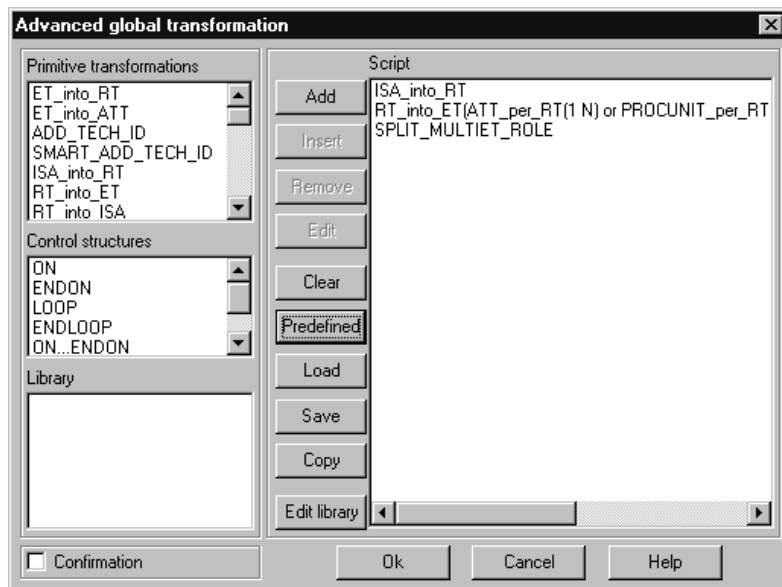 Advanced global transformation
Primitive transformations
ET_into_RT
ET_into_ATT
ADD_TECH_ID
SMART_ADD_TECH_ID
ISA_into_RT
RT_into_ET
RT_into_ISA
Control structures
ON
ENDON
LOOP
ENDLOOP
ON...ENDON
Library
Confirmation
Add
Insert
Remove
Edit
Clear
Predefined
Load
Save
Copy
Edit library
Script
ISA_into_RT
RT_into_ET(ATT_per_RT(1 N) or PROCUNIT_per_RT
SPLIT_MULTIET_ROLE
Ok
Cancel
Help